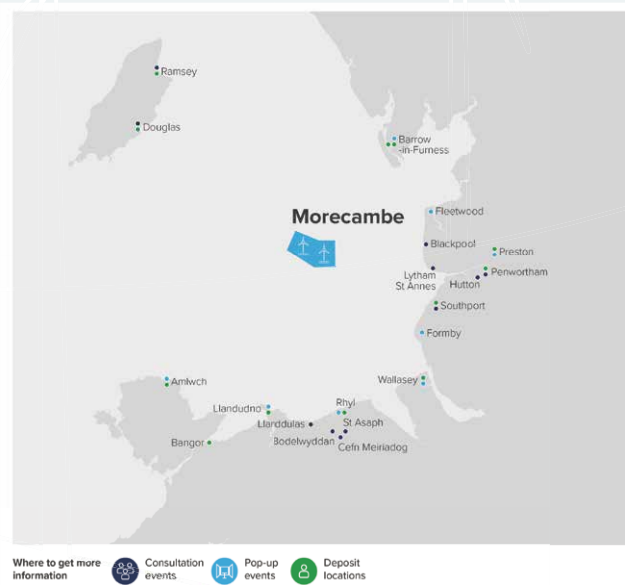 Ramsey
Douglas
Barrow
-in-Furness
Morecambe
Fleetwood
Blackpool
Preston
Lytham
St Annes
Penwortham
Hutton
Southport
Formby
Wallasey
Amlwch
Llandudno
Rhyl
Llarddulas
St Asaph
Bangor
Bodelwyddan
Cefn Meiriadog
Where to get more
information
Consultation
events
Pop-up
events
Deposit
locations